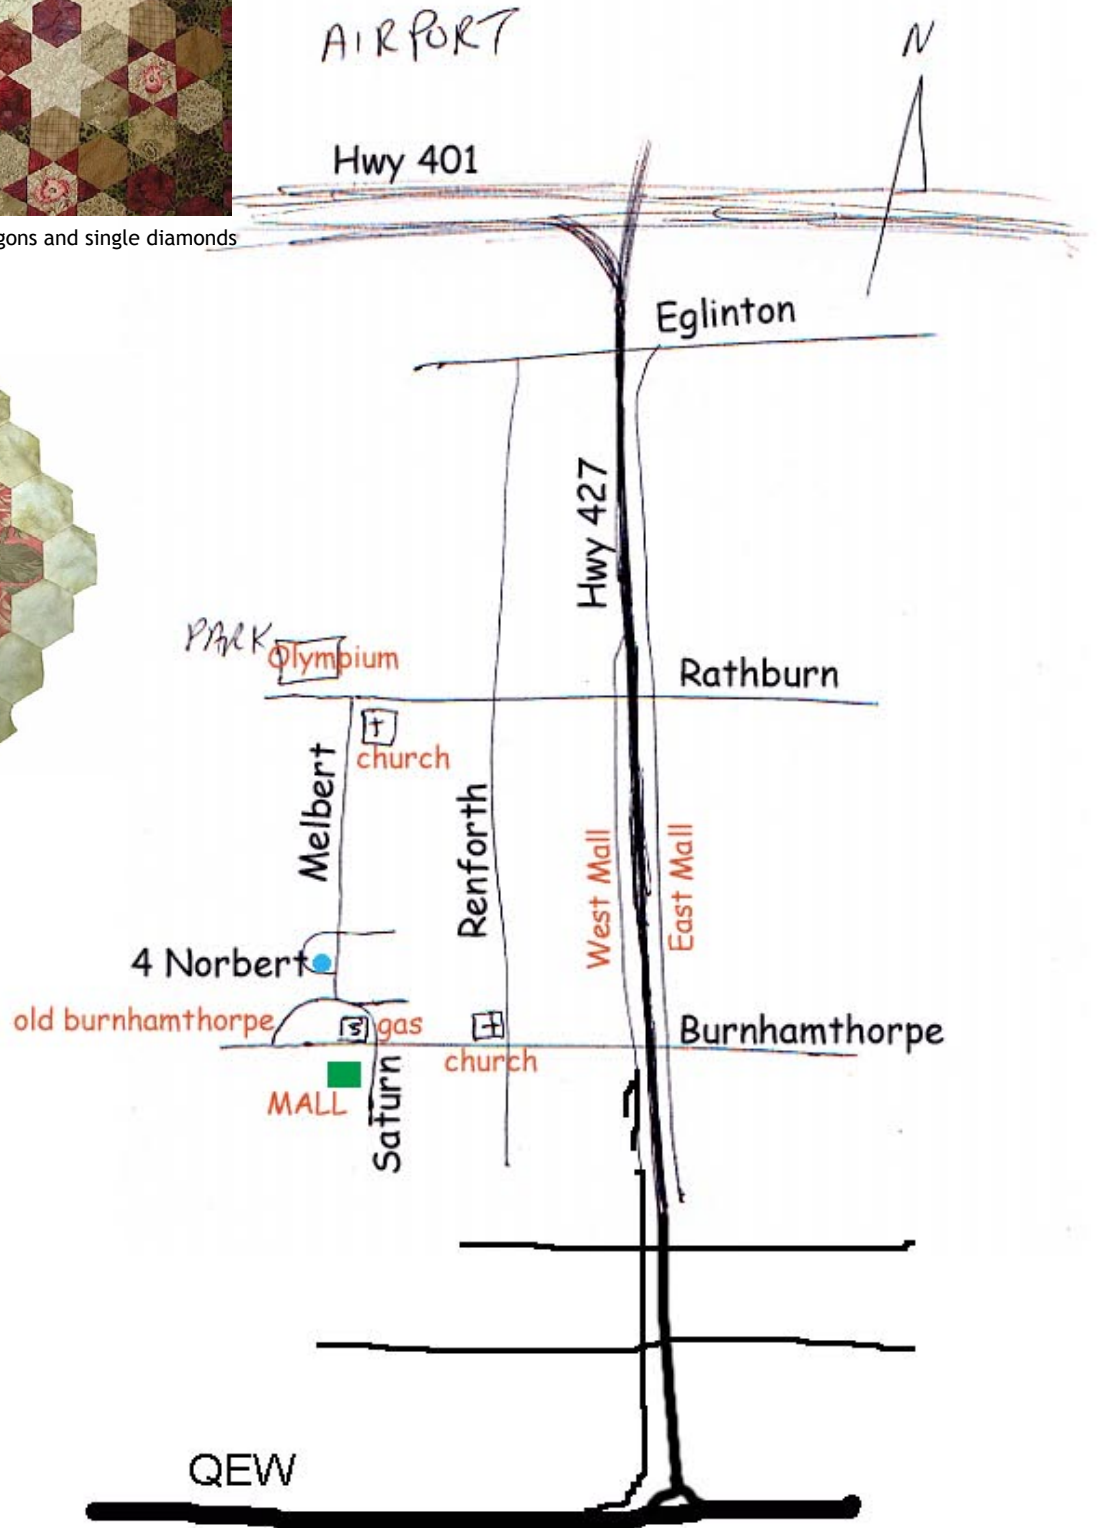 AIRPORT
N
Hwy 401
gons and single diamonds
Eglinton
Hwy 427
PARK
Olympium
Rathburn
church
Melbert
Renforth
West Mall
East Mall
4 Norbert
old burnhamthorpe
S
gas
Burnhamthorpe
church
MALL
Saturn
QEW